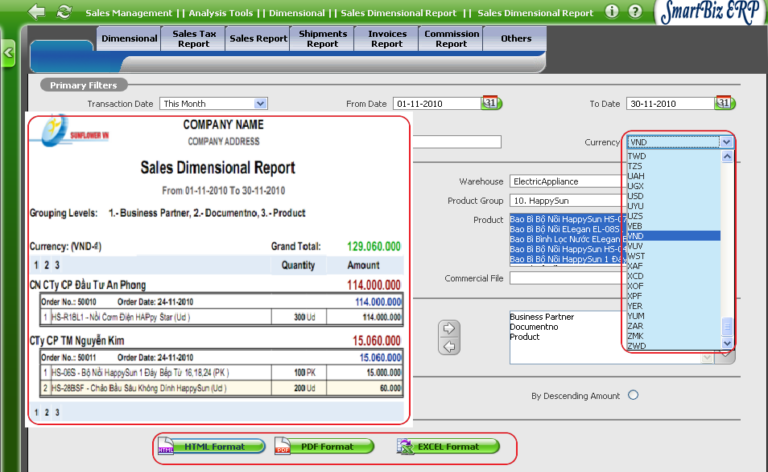 Sales Management || Analysis Tools || Dimensional || Sales Dimensional Report || Sales Dimensional Report
SmartBiz ERP
Dimensional
Sales Tax Report
Sales Report
Shipments Report
Invoices Report
Commission Report
Others
Primary Filters
Transaction Date This Month
From Date 01-11-2010
31
To Date 30-11-2010
31
SUNFLOWER VN
COMPANY NAME
COMPANY ADDRESS
Sales Dimensional Report
From 01-11-2010 To 30-11-2010
Grouping Levels: 1.- Business Partner, 2.- Documentno, 3. - Product
Currency: (VND-₫) Grand Total: 129.060.000
1 2 3 Quantity Amount
CN CTy CP Đầu Tư An Phong 114.000.000
Order No.: 50010 Order Date: 24-11-2010 114.000.000
1 HS-R18L1 - Nồi Cơm Điện HAPpy Star (Ud ) 300 Ud 114.000.000
CTy CP TM Nguyễn Kim 15.060.000
Order No.: 50011 Order Date: 24-11-2010 15.060.000
1 HS-06S - Bộ Nồi HappySun 1 Đáy Bếp Từ 16,18,24 (PK ) 100 PK 15.000.000
2 HS-28BSF - Chảo Bầu Sâu Không Dính HappySun (Ud ) 200 Ud 60.000
1 2 3
Currency VND
TWD
TZS
UAH
UGX
USD
UYU
UZS
VEB
VND
VUV
WST
XAF
XCD
XOF
XPF
YER
YUM
ZAR
ZMK
ZWD
Warehouse ElectricAppliance
Product Group 10. HappySun
Product
Bao Bì Bộ Nồi HappySun HS-07
Bao Bì Bộ Nồi ELegan EL-08S
Bao Bì Bình Lọc Nước ELegan E
Bao Bì Bộ Nồi HappySun HS-04
Bao Bì Bộ Nồi HappySun 1 Đáy
Commercial File
Business Partner
Documentno
Product
By Descending Amount
HTML
HTML Format
PDF
PDF Format
EXCEL Format